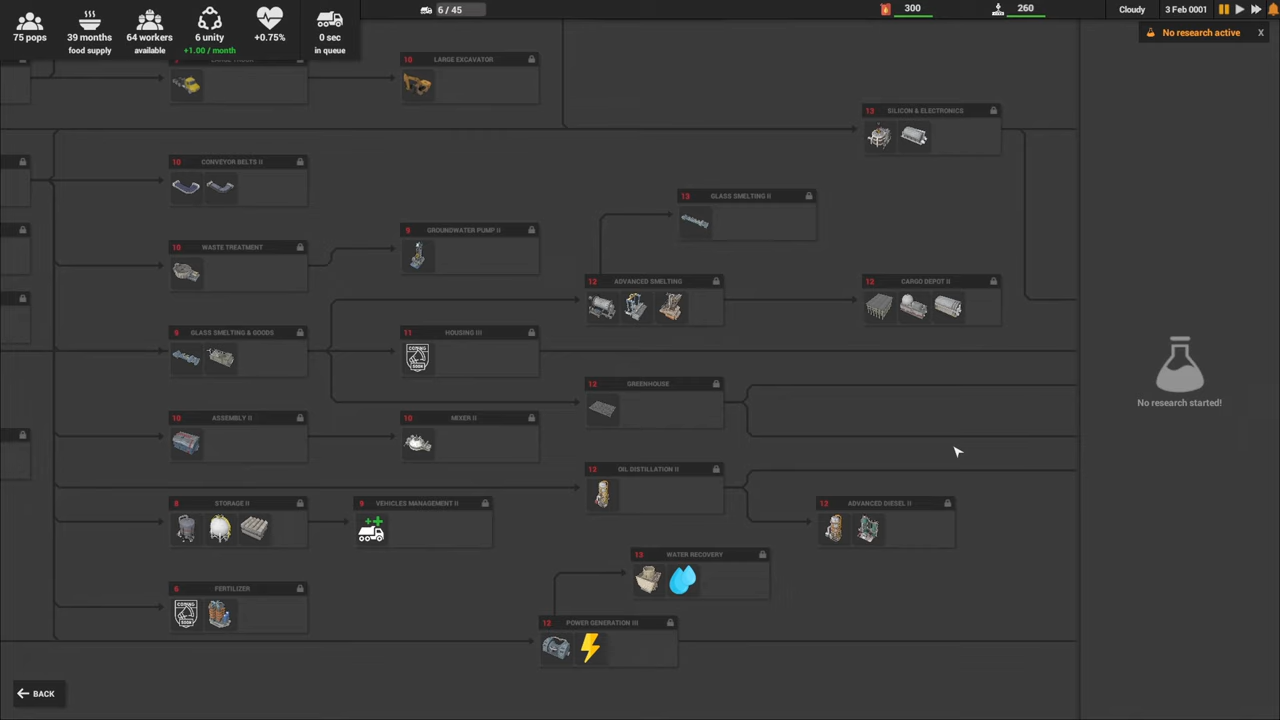 6 / 45
300
260
Cloudy
3 Feb 0001
75 pops
39 months
food supply
64 workers
available
6 unity
+1.00 / month
+0.75%
0 sec
in queue
No research active
X
10 LARGE EXCAVATOR
13 SILICON & ELECTRONICS
10 CONVEYOR BELTS II
13 GLASS SMELTING II
9 GROUNDWATER PUMP II
10 WASTE TREATMENT
12 ADVANCED SMELTING
12 CARGO DEPOT II
GLASS SMELTING & GOODS
11 HOUSING III
COMING SOON
12 GREENHOUSE
No research started!
10 ASSEMBLY II
10 MIXER II
12 OIL DISTILLATION II
8 STORAGE II
9 VEHICLES MANAGEMENT II
12 ADVANCED DIESEL II
13 WATER RECOVERY
6 FERTILIZER
COMING SOON
12 POWER GENERATION III
BACK